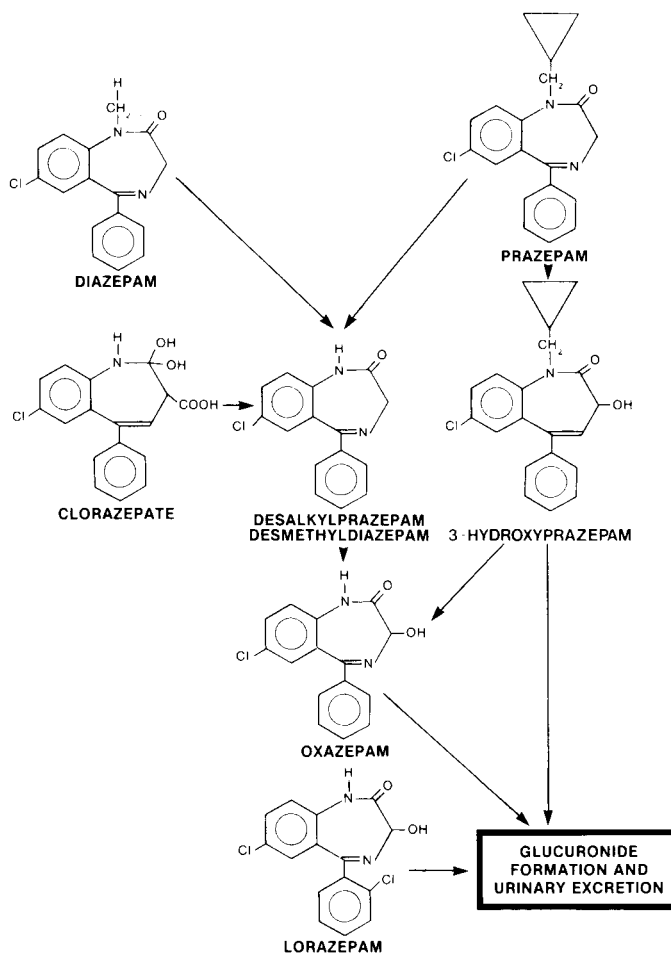 H
CH2
N
O
Cl
N
DIAZEPAM
CH2
N
O
Cl
N
PRAZEPAM
H
N
OH
OH
COOH
Cl
CLORAZEPATE
H
N
O
Cl
N
DESALKYLPRAZEPAM
DESMETHYLDIAZEPAM
CH2
N
O
OH
Cl
3-HYDROXYPRAZEPAM
H
N
O
OH
Cl
N
OXAZEPAM
H
N
O
OH
Cl
N
Cl
LORAZEPAM
GLUCURONIDE
FORMATION AND
URINARY EXCRETION